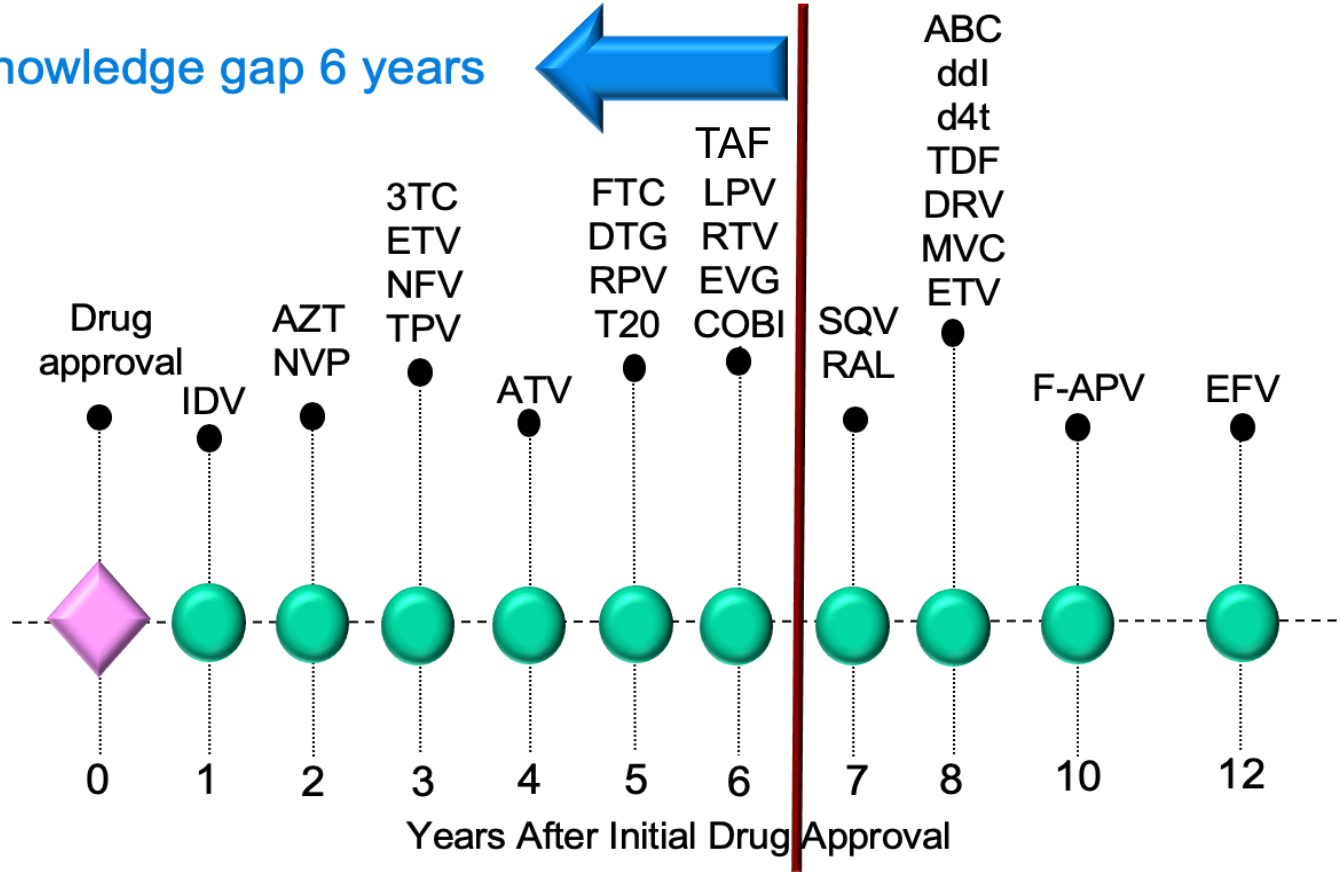 nowledge gap 6 years
ABC
ddI
d4t
TDF
DRV
MVC
ETV
TAF
LPV
RTV
EVG
COBI
FTC
DTG
RPV
T20
3TC
ETV
NFV
TPV
Drug
approval
IDV
AZT
NVP
ATV
SQV
RAL
F-APV
EFV
0 1 2 3 4 5 6 7 8 10 12
Years After Initial Drug Approval